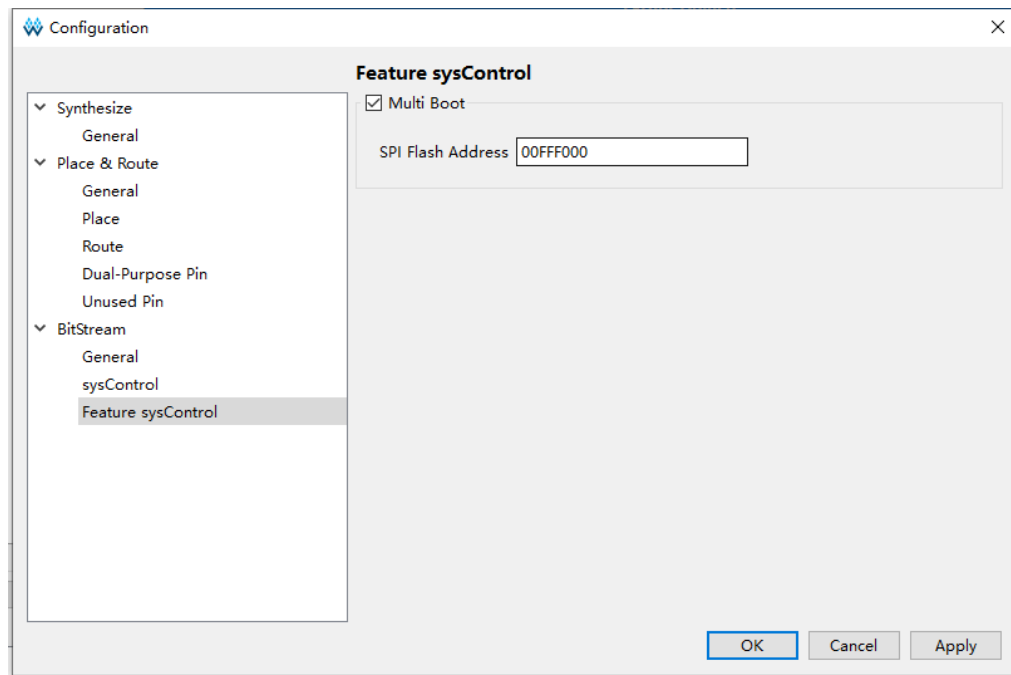 Configuration
Feature sysControl
Synthesize
General
Place & Route
General
Place
Route
Dual-Purpose Pin
Unused Pin
BitStream
General
sysControl
Feature sysControl
Multi Boot
SPI Flash Address 00FFF000
OK Cancel Apply